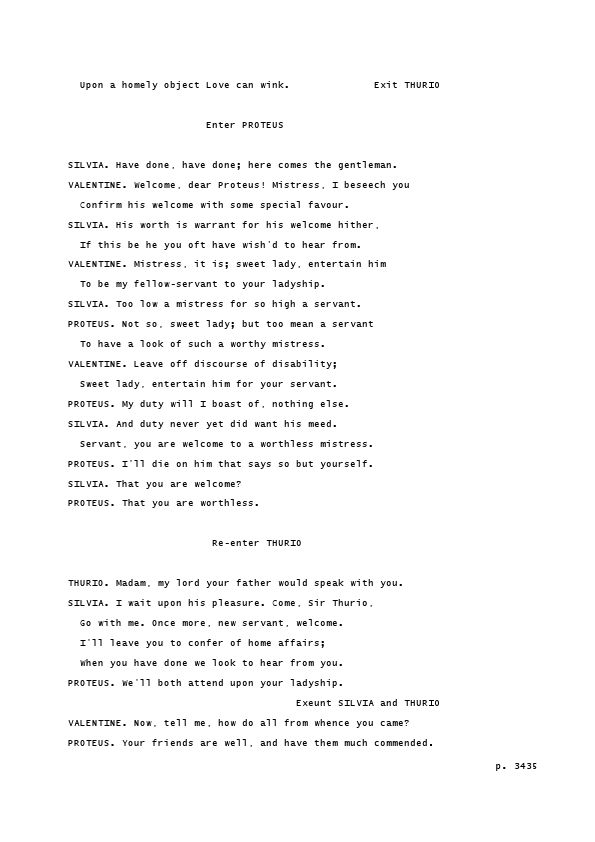 Upon a homely object Love can wink. Exit THURIO
Enter PROTEUS
SILVIA. Have done, have done; here comes the gentleman.
VALENTINE. Welcome, dear Proteus! Mistress, I beseech you
Confirm his welcome with some special favour.
SILVIA. His worth is warrant for his welcome hither,
If this be he you oft have wish'd to hear from.
VALENTINE. Mistress, it is; sweet lady, entertain him
To be my fellow-servant to your ladyship.
SILVIA. Too low a mistress for so high a servant.
PROTEUS. Not so, sweet lady; but too mean a servant
To have a look of such a worthy mistress.
VALENTINE. Leave off discourse of disability;
Sweet lady, entertain him for your servant.
PROTEUS. My duty will I boast of, nothing else.
SILVIA. And duty never yet did want his meed.
Servant, you are welcome to a worthless mistress.
PROTEUS. I'll die on him that says so but yourself.
SILVIA. That you are welcome?
PROTEUS. That you are worthless.
Re-enter THURIO
THURIO. Madam, my lord your father would speak with you.
SILVIA. I wait upon his pleasure. Come, Sir Thurio,
Go with me. Once more, new servant, welcome.
I'll leave you to confer of home affairs;
When you have done we look to hear from you.
PROTEUS. We'll both attend upon your ladyship.
Exeunt SILVIA and THURIO
VALENTINE. Now, tell me, how do all from whence you came?
PROTEUS. Your friends are well, and have them much commended.
p. 3435